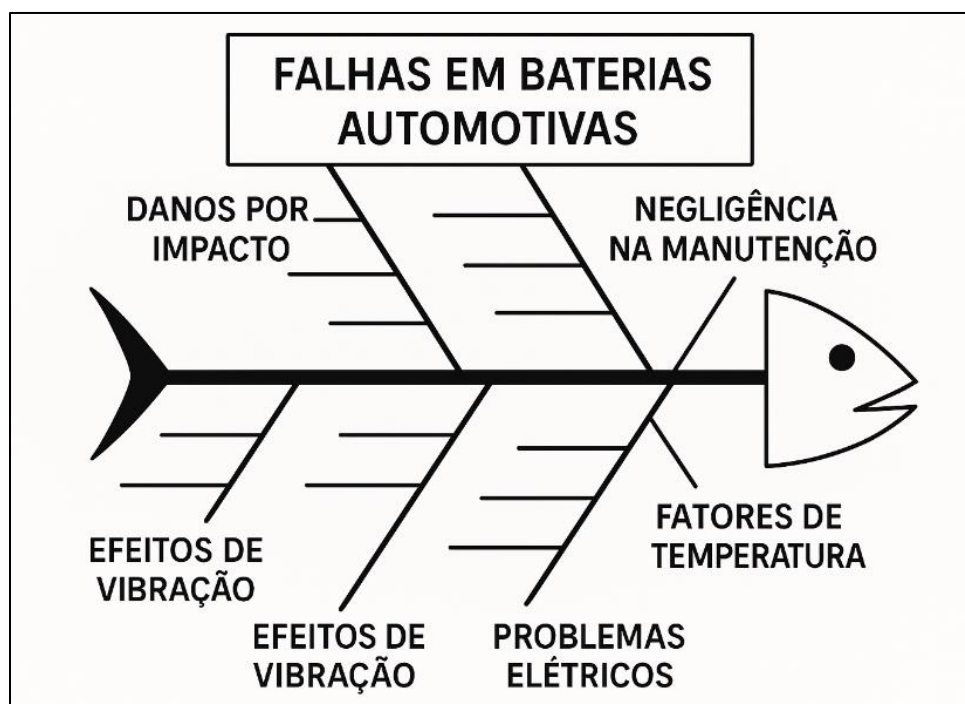 FALHAS EM BATERIAS
AUTOMOTIVAS
DANOS POR
IMPACTO
NEGLIGÊNCIA
NA MANUTENÇÃO
EFEITOS DE
VIBRAÇÃO
EFEITOS DE
VIBRAÇÃO
PROBLEMAS
ELÉTRICOS
FATORES DE
TEMPERATURA